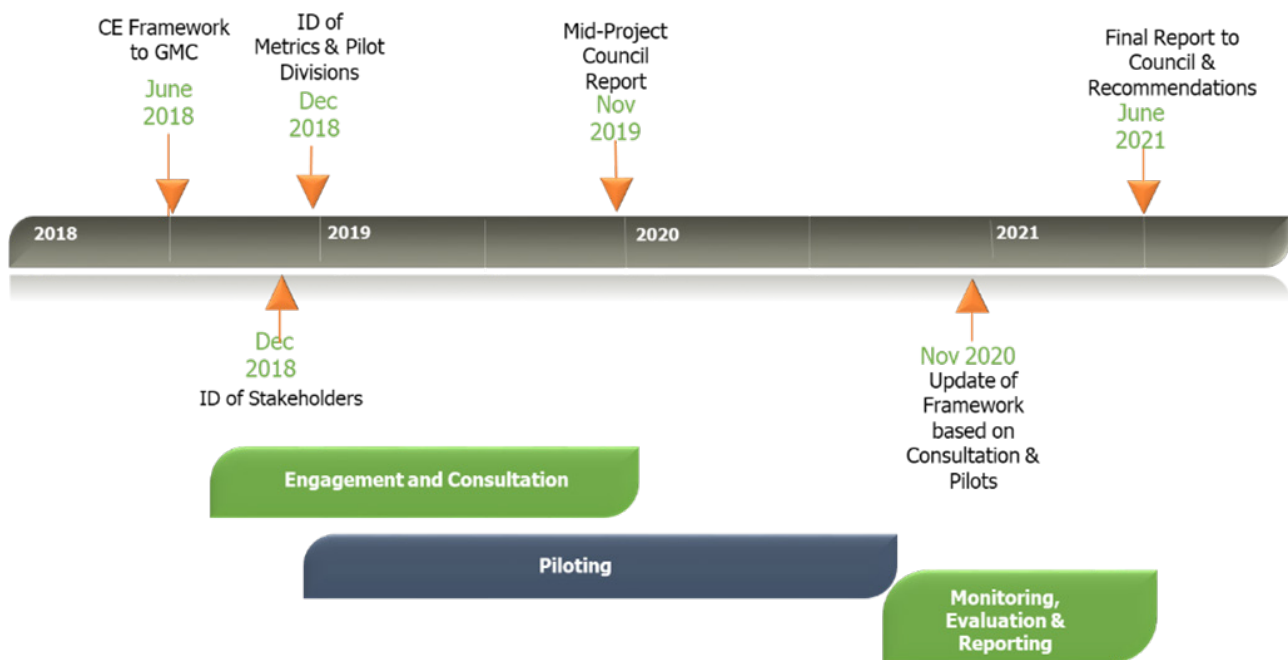 CE Framework
to GMC
June
2018
ID of
Metrics & Pilot
Divisions
Dec
2018
Mid-Project
Council
Report
Nov
2019
Final Report to
Council &
Recommendations
June
2021
2018
2019
2020
2021
Dec
2018
ID of Stakeholders
Nov 2020
Update of
Framework
based on
Consultation &
Pilots
Engagement and Consultation
Piloting
Monitoring,
Evaluation &
Reporting